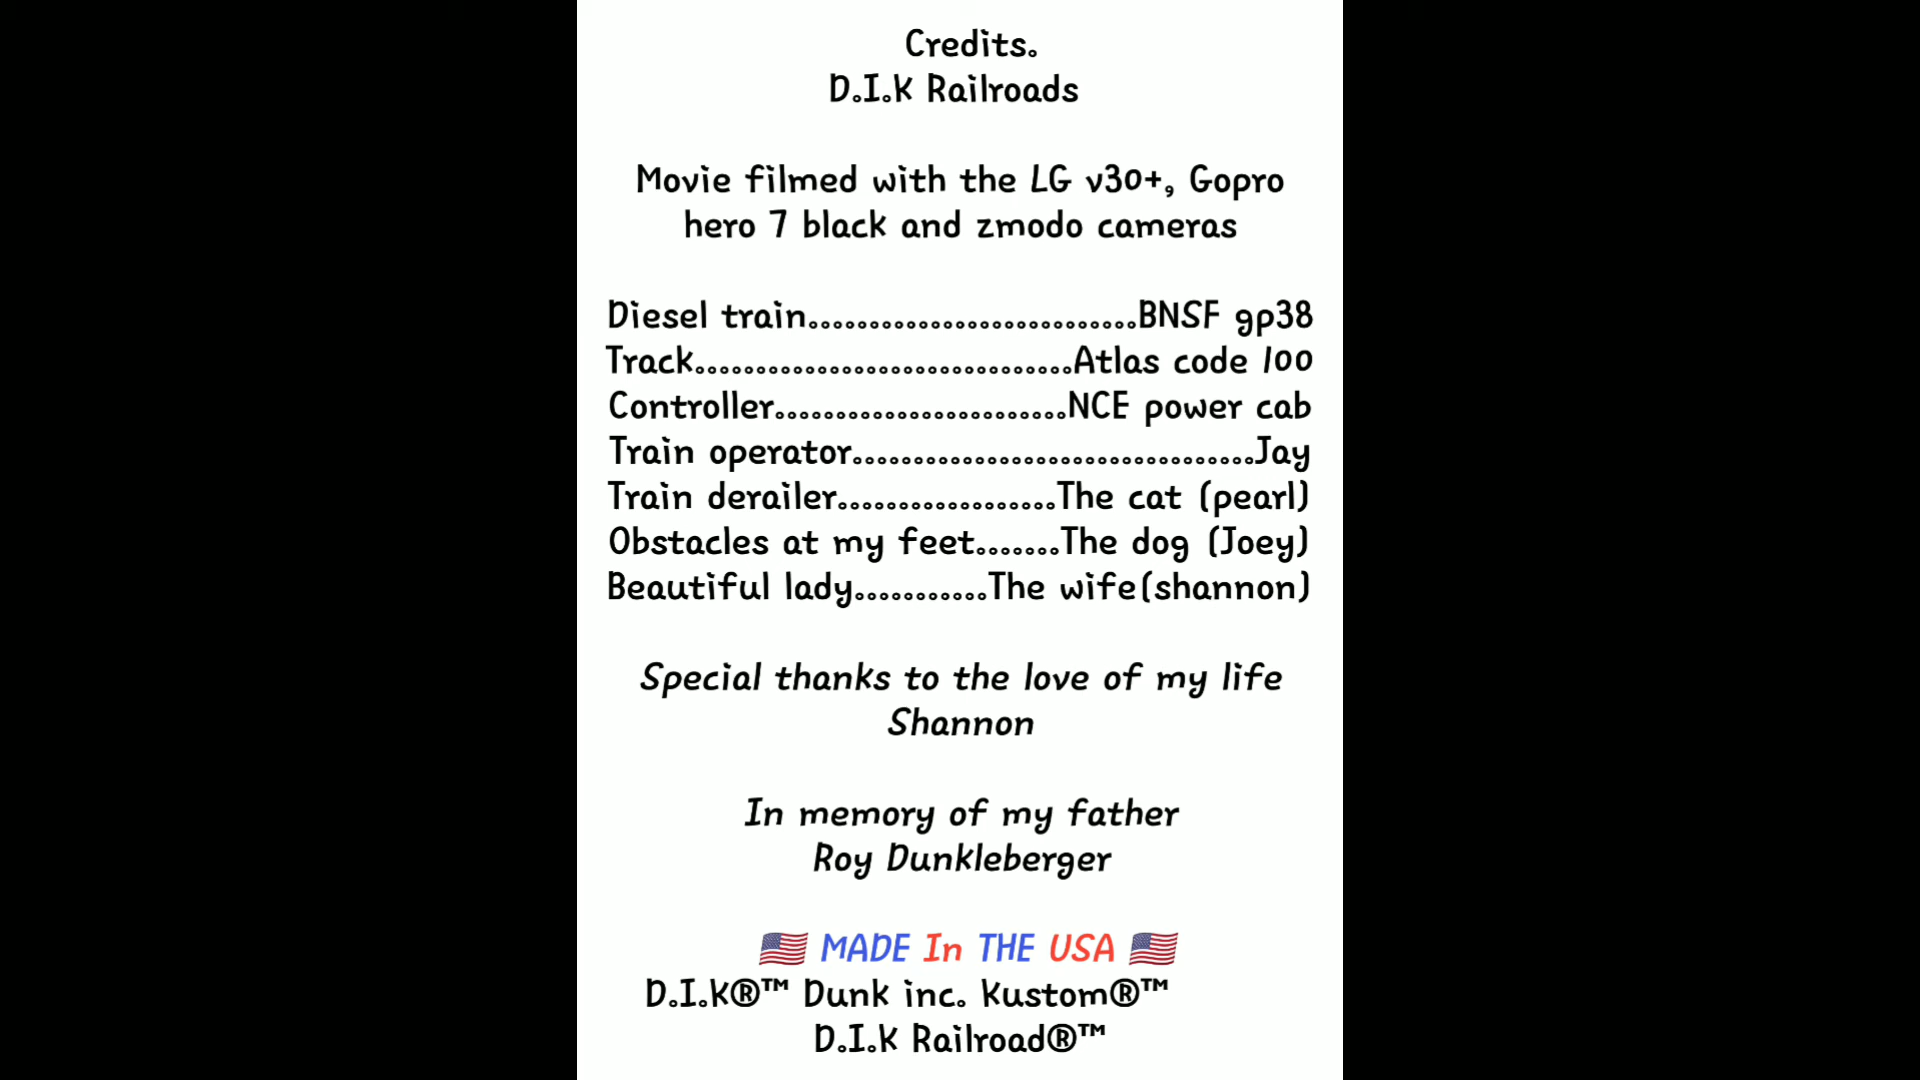 Credits.
D.I.K Railroads
Movie filmed with the LG v30+, Gopro
hero 7 black and zmodo cameras
Diesel train...........................BNSF gp38
Track...............................Atlas code 100
Controller........................NCE power cab
Train operator.................................Jay
Train derailer..................The cat (pearl)
Obstacles at my feet.......The dog (Joey)
Beautiful lady...........The wife(shannon)
Special thanks to the love of my life
Shannon
In memory of my father
Roy Dunkleberger
🇺🇸 MADE In THE USA 🇺🇸
D.I.K®™ Dunk inc. Kustom®™
D.I.K Railroad®™